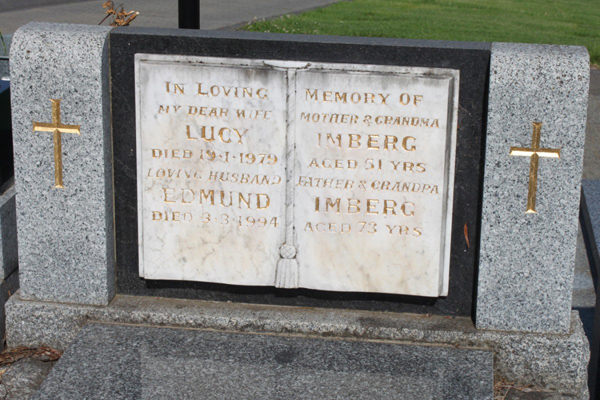 IN LOVING MEMORY OF
MY DEAR WIFE MOTHER & GRANDMA
LUCY IMBERG
DIED 19·1·1979 AGED 51 YRS
LOVING HUSBAND FATHER & GRANDPA
EDMUND IMBERG
DIED 3·3·1994 AGED 73 YRS